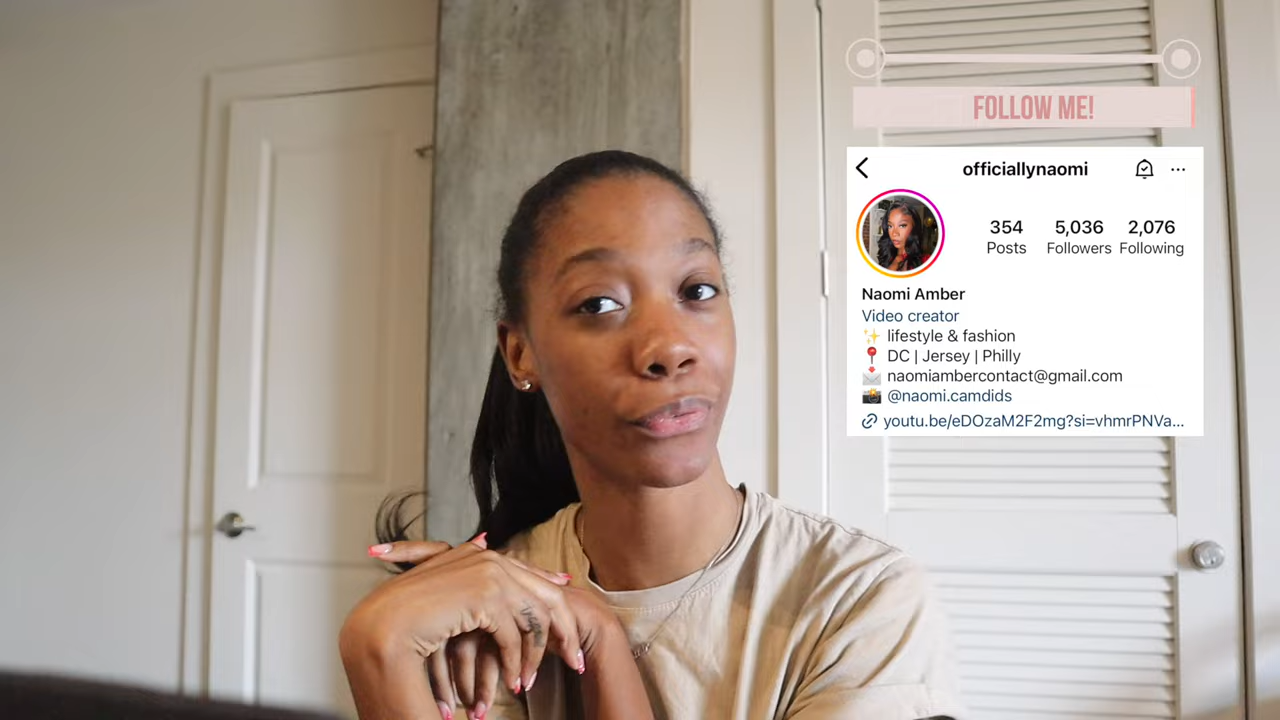 FOLLOW ME!
officiallynaomi
354 5,036 2,076
Posts Followers Following
Naomi Amber
Video creator
✨ lifestyle & fashion
📍 DC | Jersey | Philly
📩 naomiambercontact@gmail.com
📸 @naomi.camdids
youtu.be/eDOzaM2F2mg?si=vhmrPNVa...